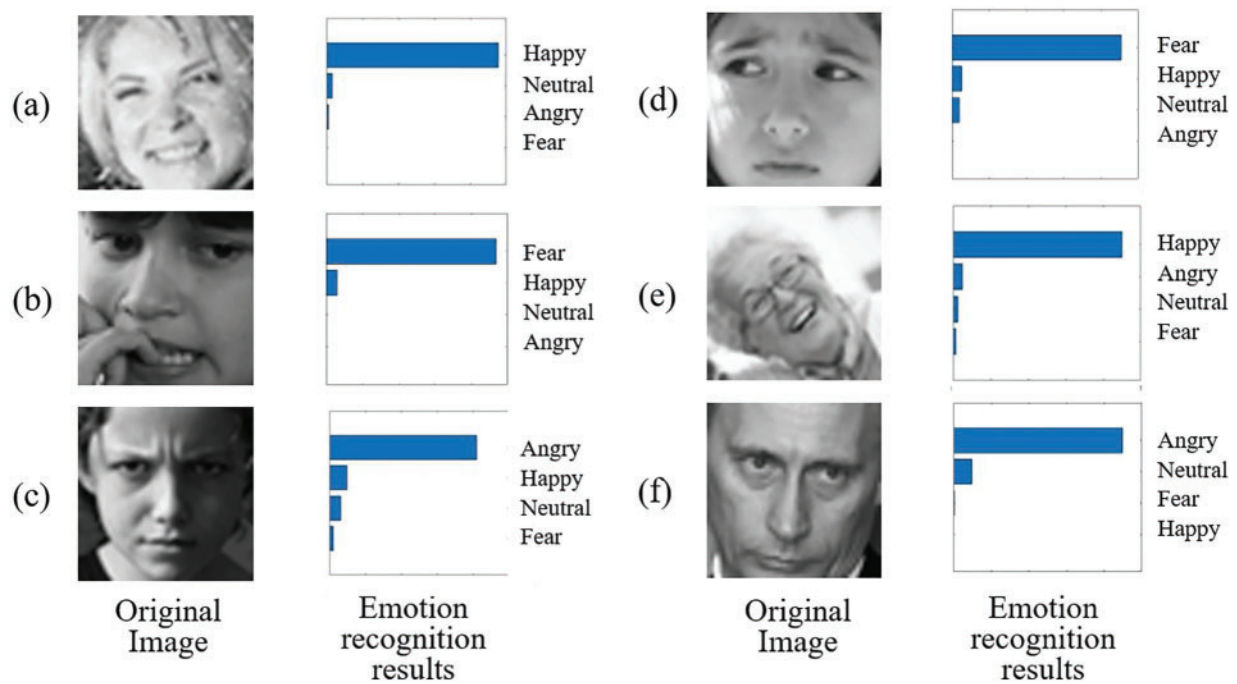 (a)
Happy
Neutral
Angry
Fear
(b)
Fear
Happy
Neutral
Angry
(c)
Angry
Happy
Neutral
Fear
Original
Image
Emotion
recognition
results
(d)
Fear
Happy
Neutral
Angry
(e)
Happy
Angry
Neutral
Fear
(f)
Angry
Neutral
Fear
Happy
Original
Image
Emotion
recognition
results